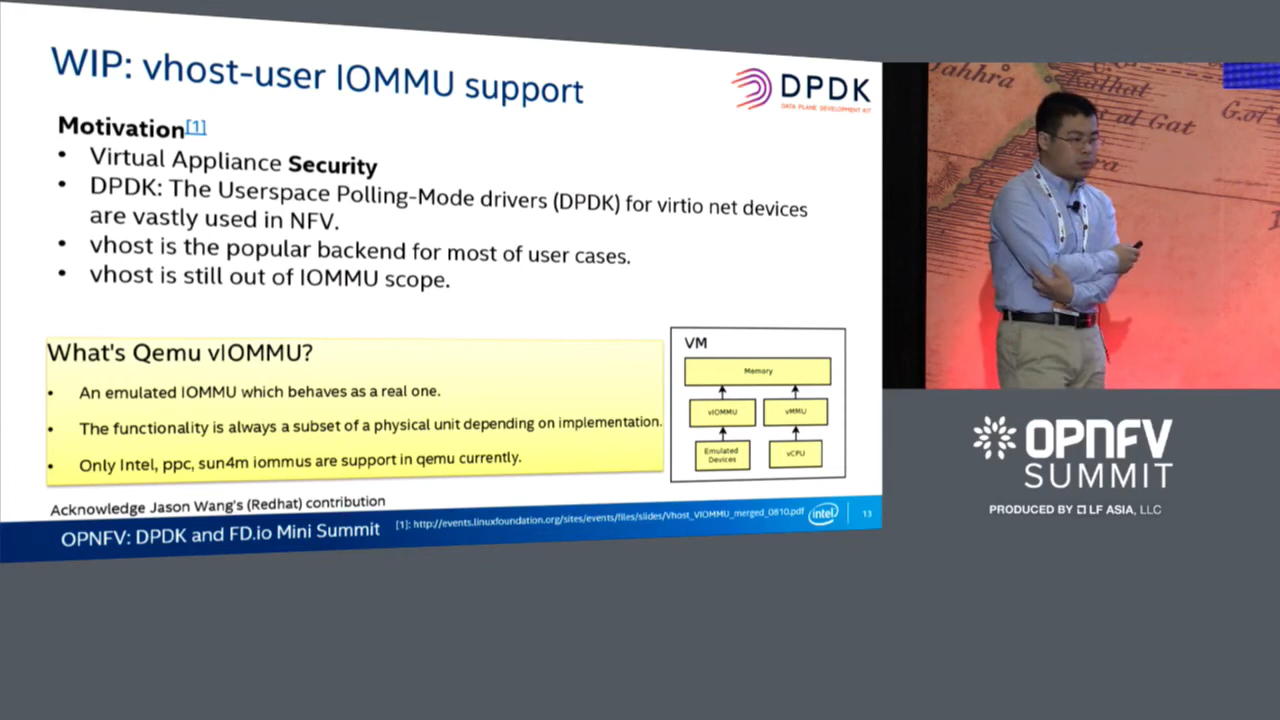 WIP: vhost-user IOMMU support
DPDK
DATA PLANE DEVELOPMENT KIT
Motivation[1]
• Virtual Appliance Security
• DPDK: The Userspace Polling-Mode drivers (DPDK) for virtio net devices
are vastly used in NFV.
• vhost is the popular backend for most of user cases.
• vhost is still out of IOMMU scope.
What's Qemu vIOMMU?
• An emulated IOMMU which behaves as a real one.
• The functionality is always a subset of a physical unit depending on implementation.
• Only Intel, ppc, sun4m iommus are support in qemu currently.
VM
Memory
vIOMMU
vMMU
Emulated
Devices
vCPU
Acknowledge Jason Wang's (Redhat) contribution
OPNFV: DPDK and FD.io Mini Summit
[1]: http://events.linuxfoundation.org/sites/events/files/slides/Vhost_VIOMMU_merged_0810.pdf
intel
13
Kalhat
al Gat
G.of
OPNFV
SUMMIT
PRODUCED BY LF ASIA, LLC